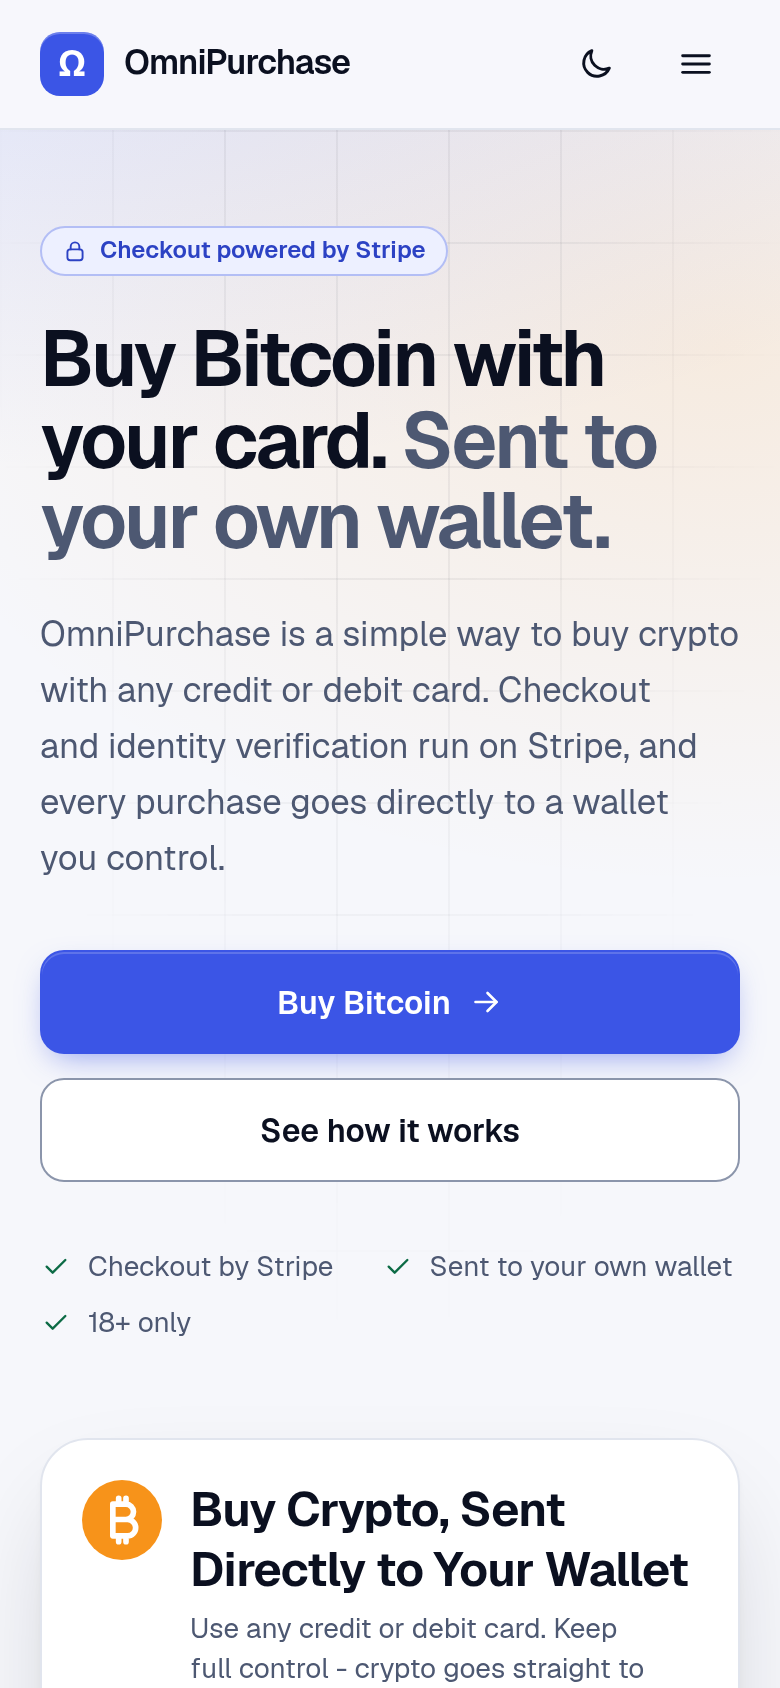 Ω OmniPurchase
Checkout powered by Stripe
Buy Bitcoin with
your card. Sent to
your own wallet.
OmniPurchase is a simple way to buy crypto
with any credit or debit card. Checkout
and identity verification run on Stripe, and
every purchase goes directly to a wallet
you control.
Buy Bitcoin →
See how it works
Checkout by Stripe
Sent to your own wallet
18+ only
Buy Crypto, Sent
Directly to Your Wallet
Use any credit or debit card. Keep
full control - crypto goes straight to